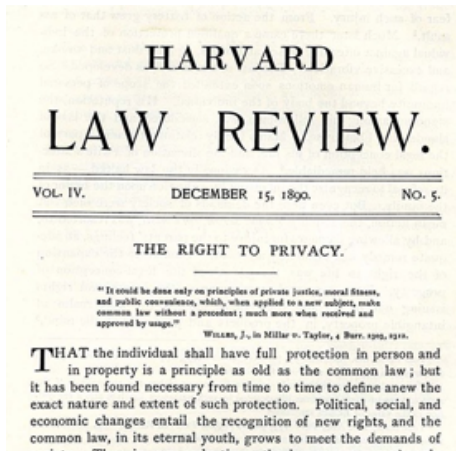 HARVARD
LAW REVIEW.
VOL. IV. DECEMBER 15, 1890. NO. 5.
THE RIGHT TO PRIVACY.
"It could be done only on principles of private justice, moral fitness,
and public convenience, which, when applied to a new subject, make
common law without a precedent; much more when received and
approved by usage."
WILLES, J., in Millar v. Taylor, 4 Burr. 2303, 2312.
THAT the individual shall have full protection in person and
in property is a principle as old as the common law; but
it has been found necessary from time to time to define anew the
exact nature and extent of such protection. Political, social, and
economic changes entail the recognition of new rights, and the
common law, in its eternal youth, grows to meet the demands of